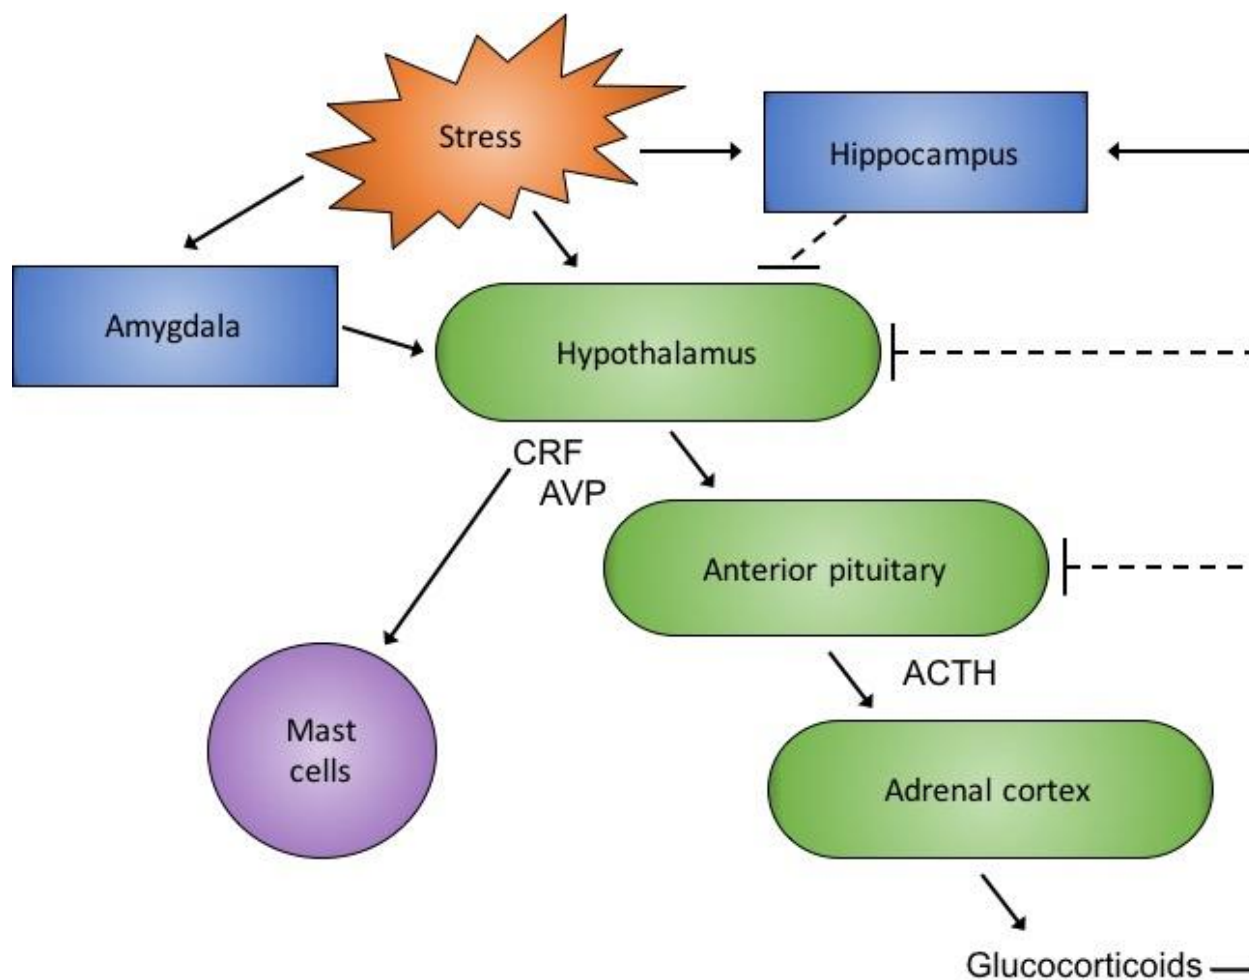 Stress
Hippocampus
Amygdala
Hypothalamus
CRF
AVP
Anterior pituitary
ACTH
Mast
cells
Adrenal cortex
Glucocorticoids